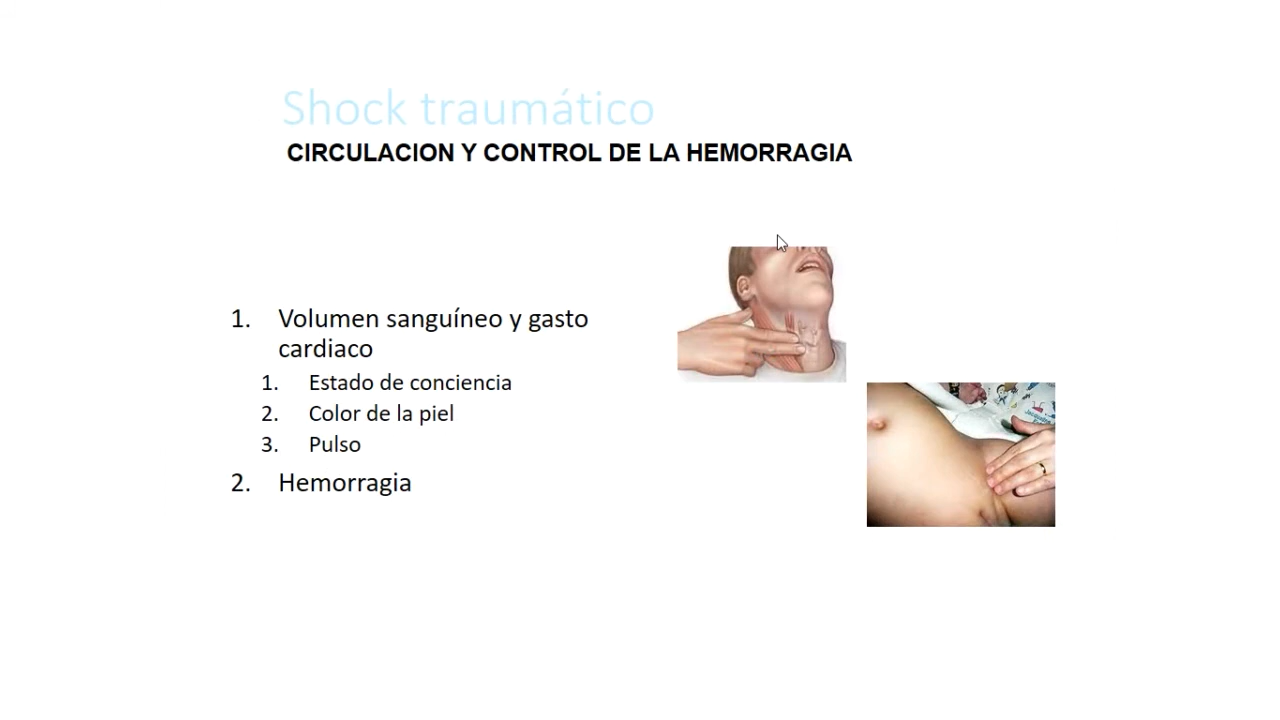 Shock traumático
CIRCULACION Y CONTROL DE LA HEMORRAGIA
1. Volumen sanguíneo y gasto
cardiaco
1. Estado de conciencia
2. Color de la piel
3. Pulso
2. Hemorragia